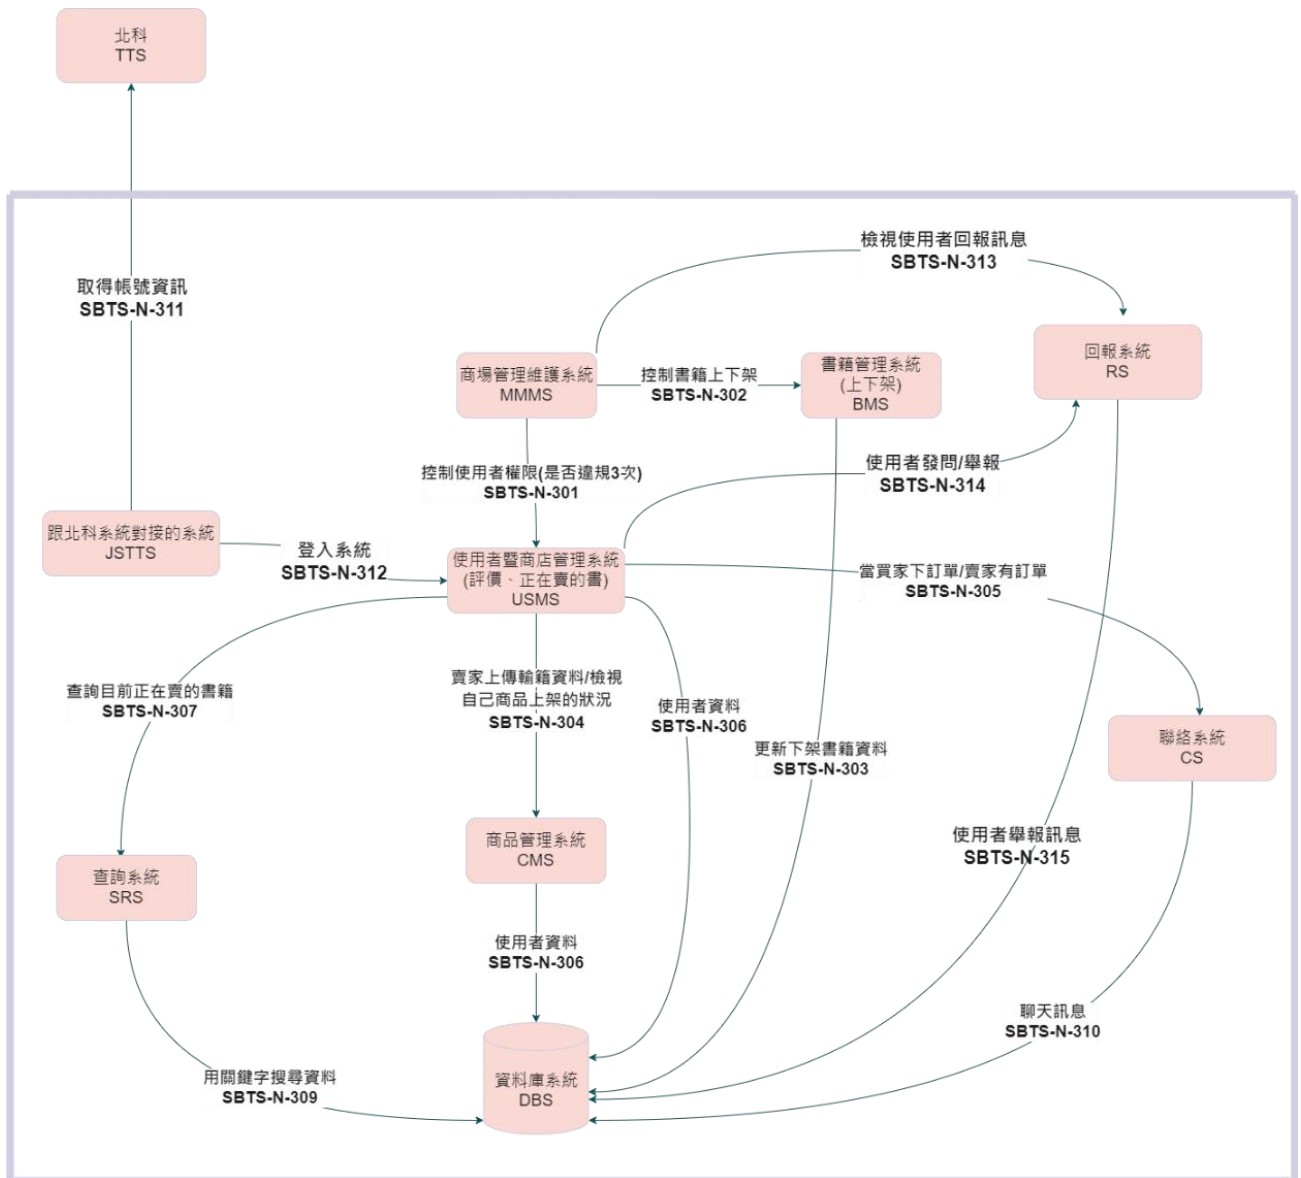 北科
TTS
取得帳號資訊
SBTS-N-311
檢視使用者回報訊息
SBTS-N-313
商場管理維護系統
MMMS
控制書籍上下架
SBTS-N-302
書籍管理系統
(上下架)
BMS
回報系統
RS
控制使用者權限(是否違規3次)
SBTS-N-301
使用者發問/舉報
SBTS-N-314
跟北科系統對接的系統
JSTTS
登入系統
SBTS-N-312
使用者暨商店管理系統
(評價、正在賣的書)
USMS
當買家下訂單/賣家有訂單
SBTS-N-305
查詢目前正在賣的書籍
SBTS-N-307
賣家上傳輸籍資料/檢視
自己商品上架的狀況
SBTS-N-304
使用者資料
SBTS-N-306
更新下架書籍資料
SBTS-N-303
聯絡系統
CS
商品管理系統
CMS
使用者舉報訊息
SBTS-N-315
查詢系統
SRS
使用者資料
SBTS-N-306
聊天訊息
SBTS-N-310
用關鍵字搜尋資料
SBTS-N-309
資料庫系統
DBS